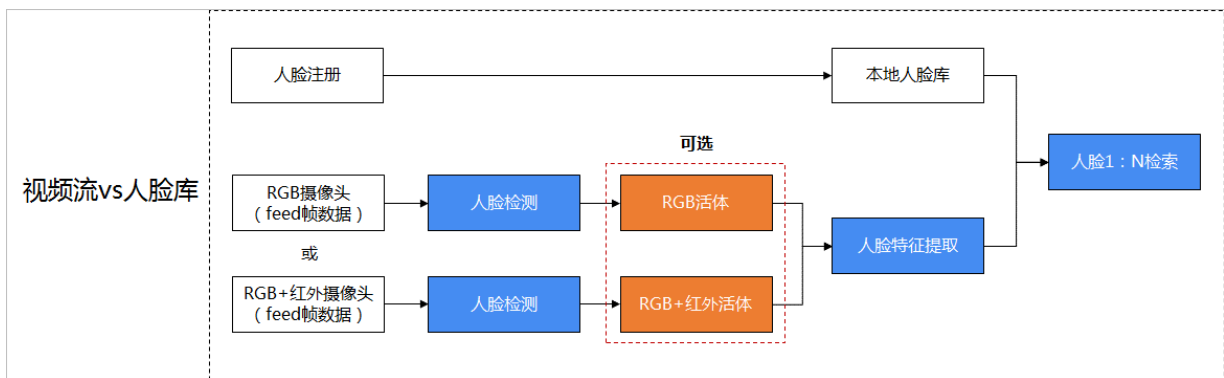 视频流vs人脸库
人脸注册
本地人脸库
人脸1：N检索
可选
RGB摄像头
（feed帧数据）
人脸检测
RGB活体
人脸特征提取
或
RGB+红外摄像头
（feed帧数据）
人脸检测
RGB+红外活体